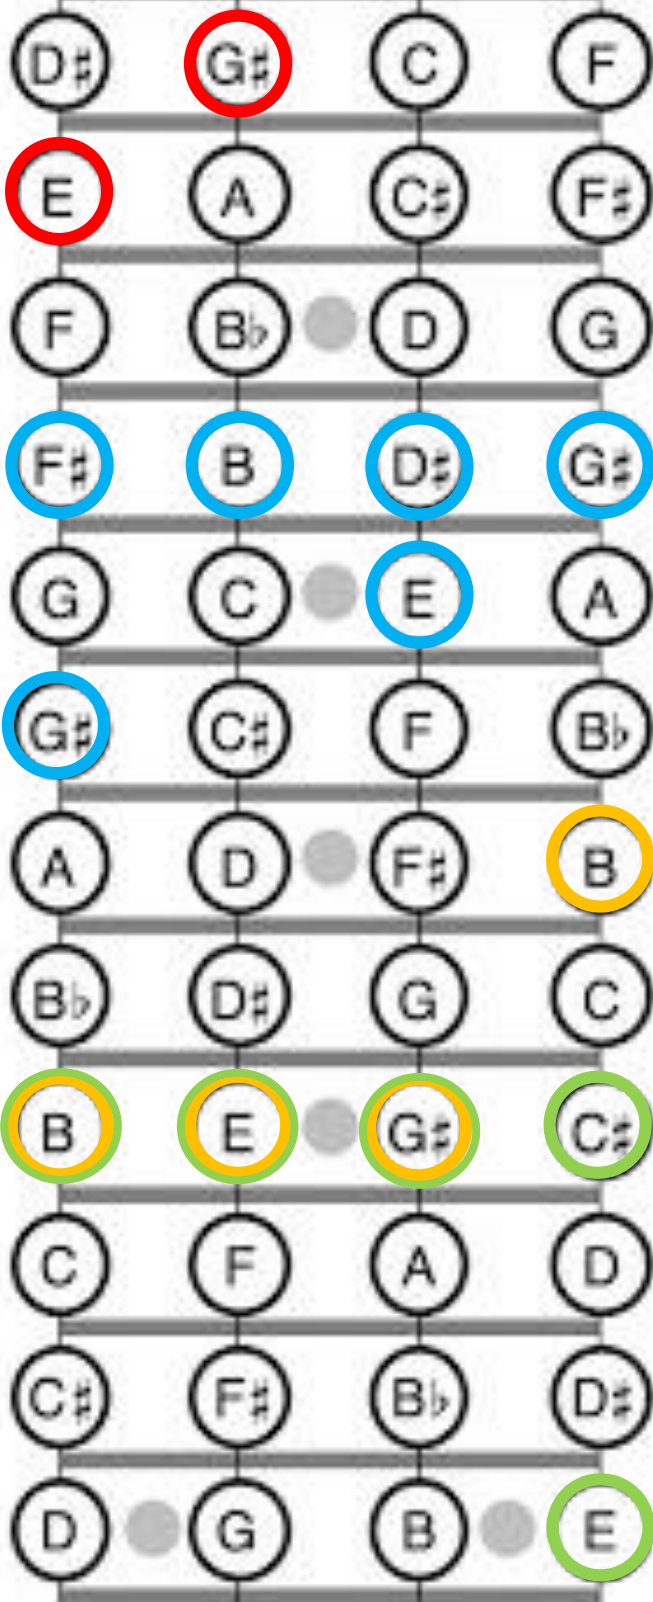 D♯ G♯ C F
E A C♯ F♯
F B♭ D G
F♯ B D♯ G♯
G C E A
G♯ C♯ F B♭
A D F♯ B
B♭ D♯ G C
B E G♯ C♯
C F A D
C♯ F♯ B♭ D♯
D G B E